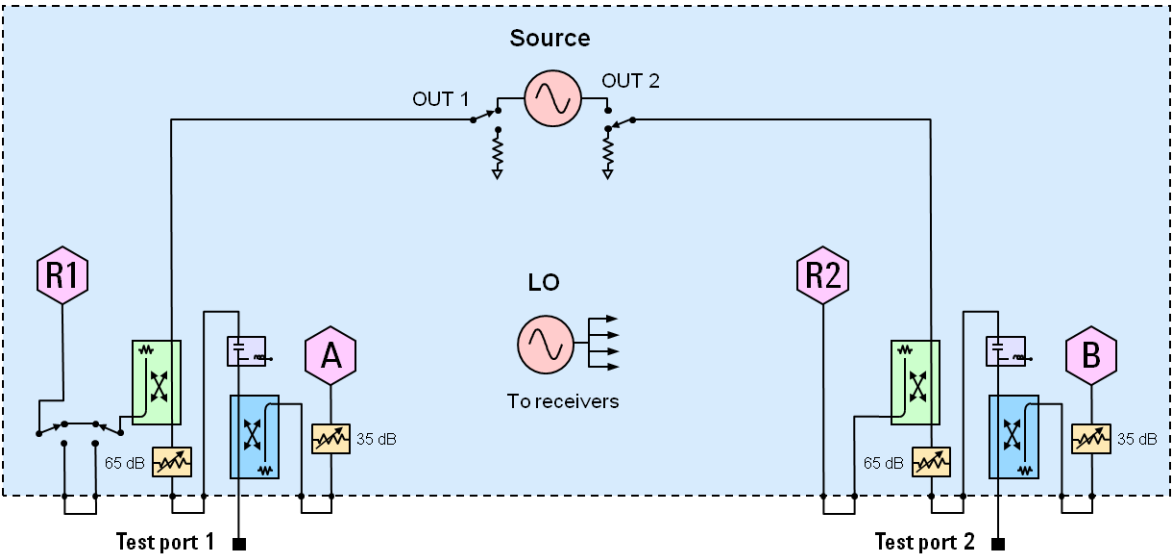 Source
OUT 1
OUT 2
R1
LO
R2
A
B
To receivers
65 dB
35 dB
65 dB
35 dB
Test port 1
Test port 2